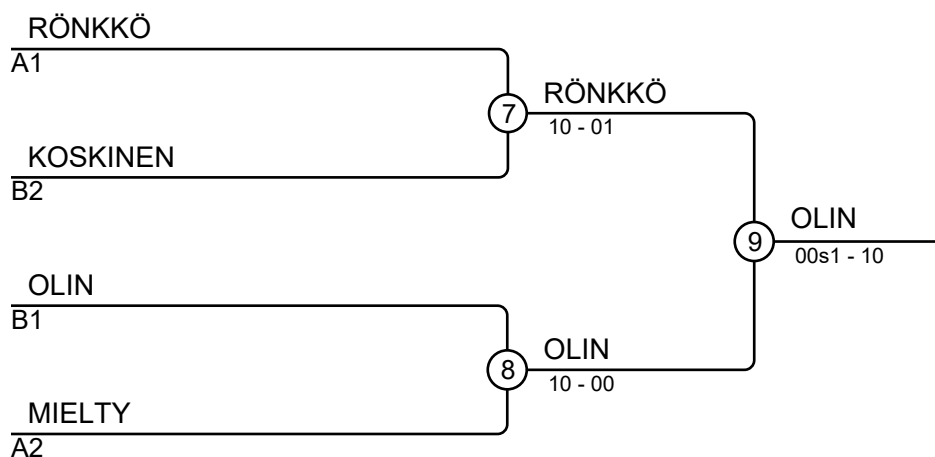 RÖNKKÖ
A1
7
RÖNKKÖ
10 - 01
KOSKINEN
B2
9
OLIN
00s1 - 10
OLIN
B1
8
OLIN
10 - 00
MIELTY
A2